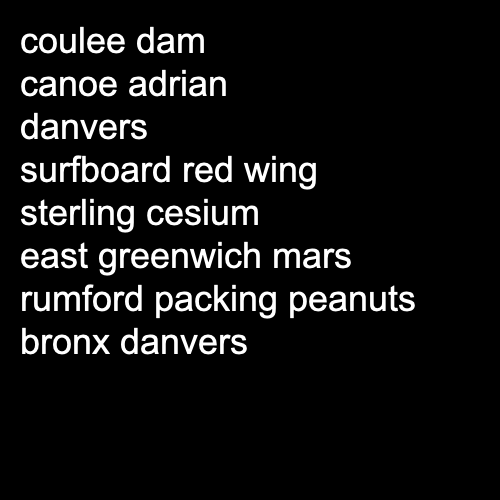 coulee dam
canoe adrian
danvers
surfboard red wing
sterling cesium
east greenwich mars
rumford packing peanuts
bronx danvers